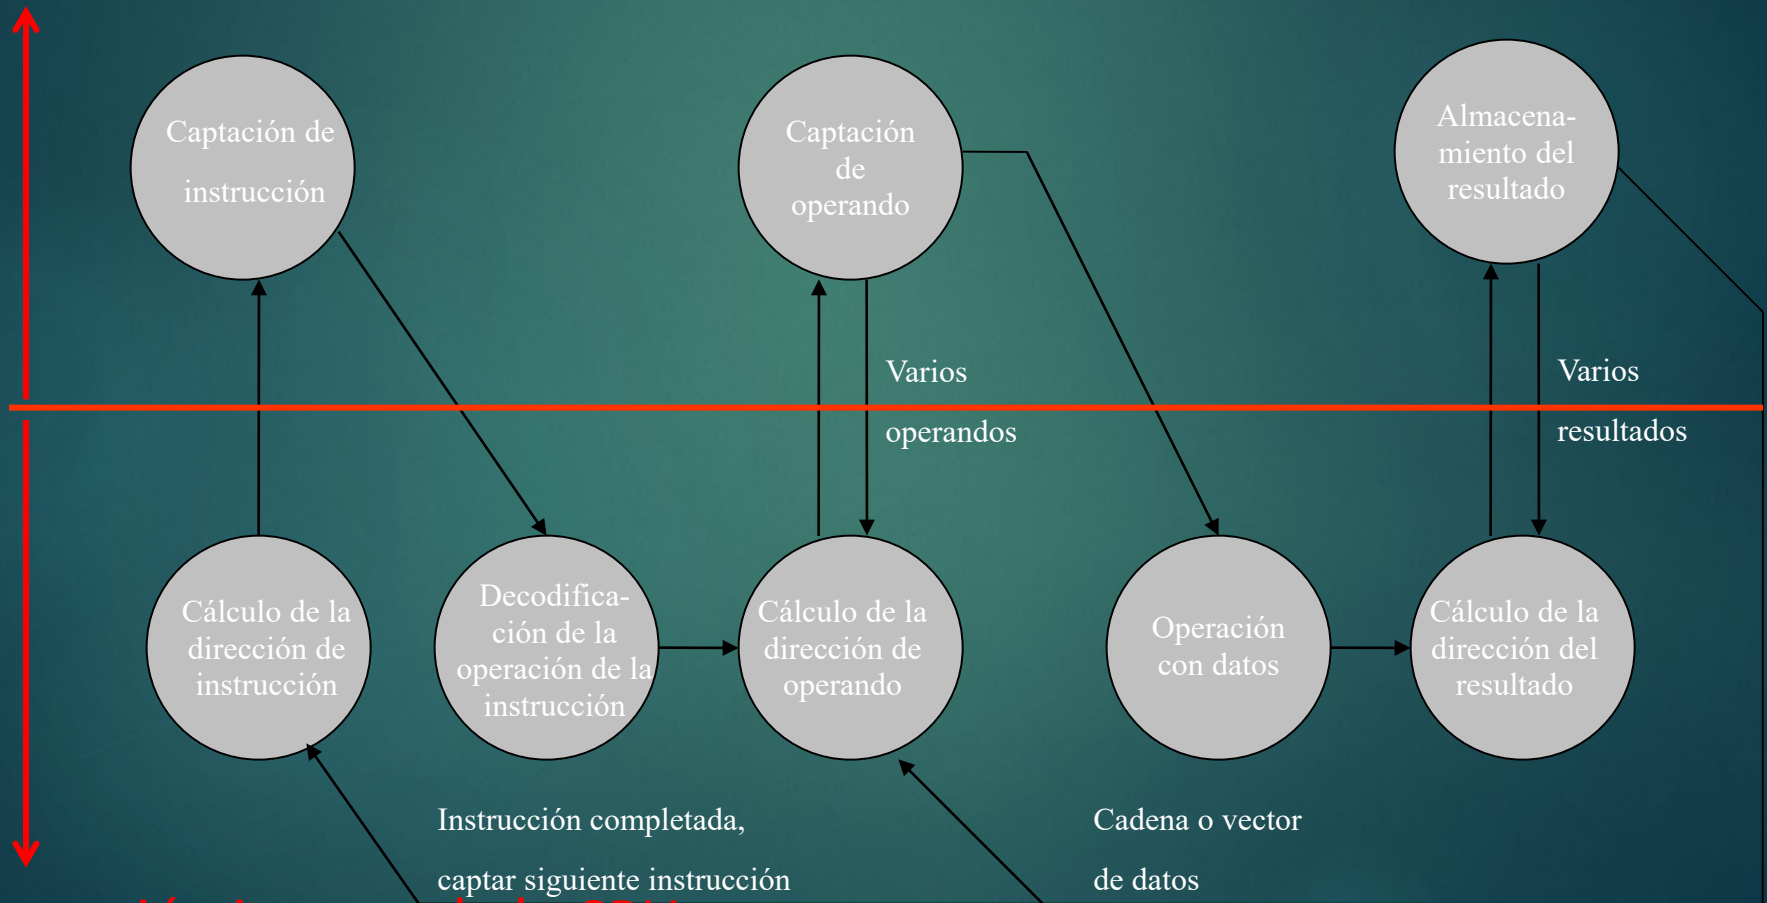 Captación de
instrucción
Captación
de
operando
Almacena-
miento del
resultado
Varios
operandos
Varios
resultados
Cálculo de la
dirección de
instrucción
Decodifica-
ción de la
operación de la
instrucción
Cálculo de la
dirección de
operando
Operación
con datos
Cálculo de la
dirección del
resultado
Instrucción completada,
captar siguiente instrucción
Cadena o vector
de datos